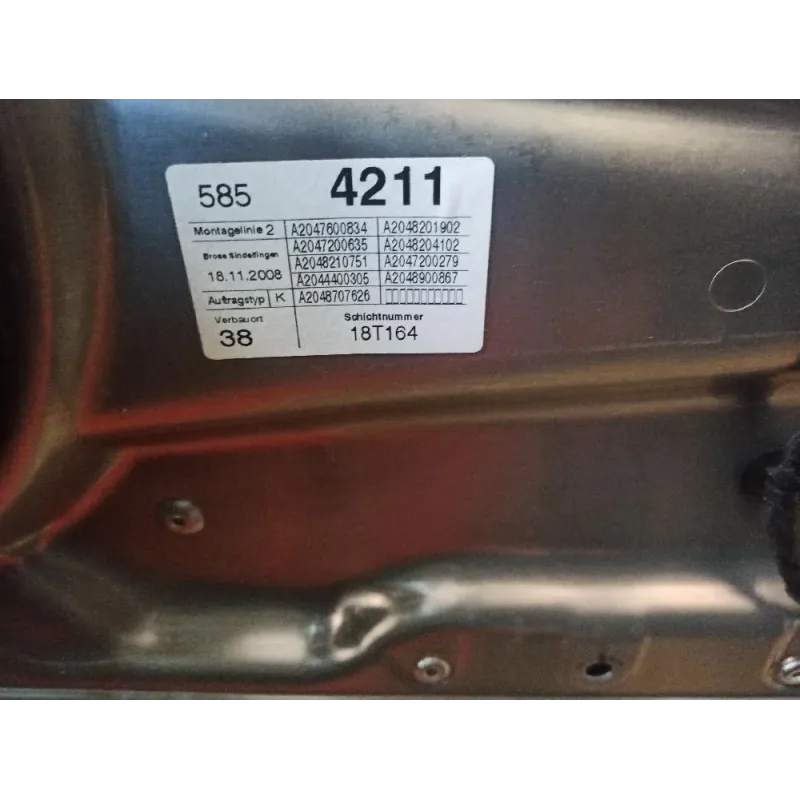 585 4211
Montagelinie 2 A2047600834 A2048201902
Brose Sindelfingen A2047200635 A2048204102
A2048210751 A2047200279
18.11.2008 A2044400305 A2048900867
Auftragstyp K A2048707626
Verbauort Schichtnummer
38 18T164